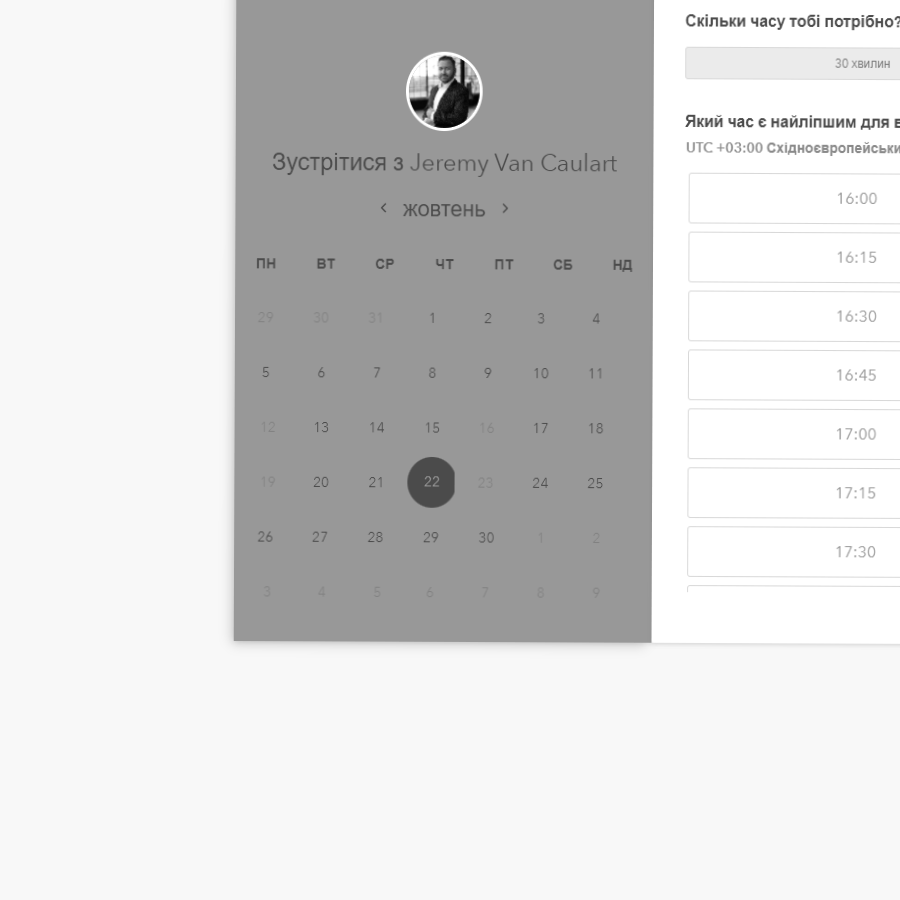 Зустрітися з Jeremy Van Caulart
‹ жовтень ›
ПН ВТ СР ЧТ ПТ СБ НД
29 30 31 1 2 3 4
5 6 7 8 9 10 11
12 13 14 15 16 17 18
19 20 21 22 23 24 25
26 27 28 29 30 1 2
3 4 5 6 7 8 9
Скільки часу тобі потрібно?
30 хвилин
Який час є найліпшим для
UTC +03:00
16:00
16:15
16:30
16:45
17:00
17:15
17:30